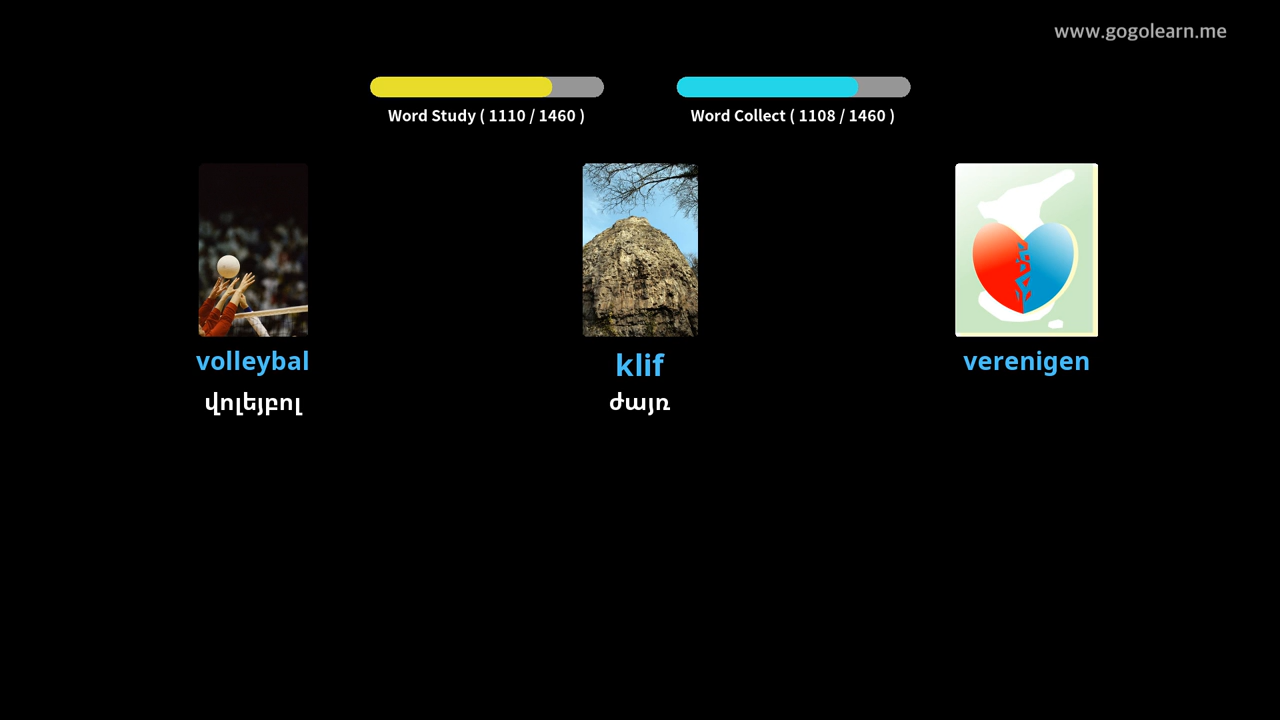 www.gogolearn.me
Word Study ( 1110 / 1460 )
Word Collect ( 1108 / 1460 )
volleybal
klif
verenigen
վոլեյբոլ
ժայռ